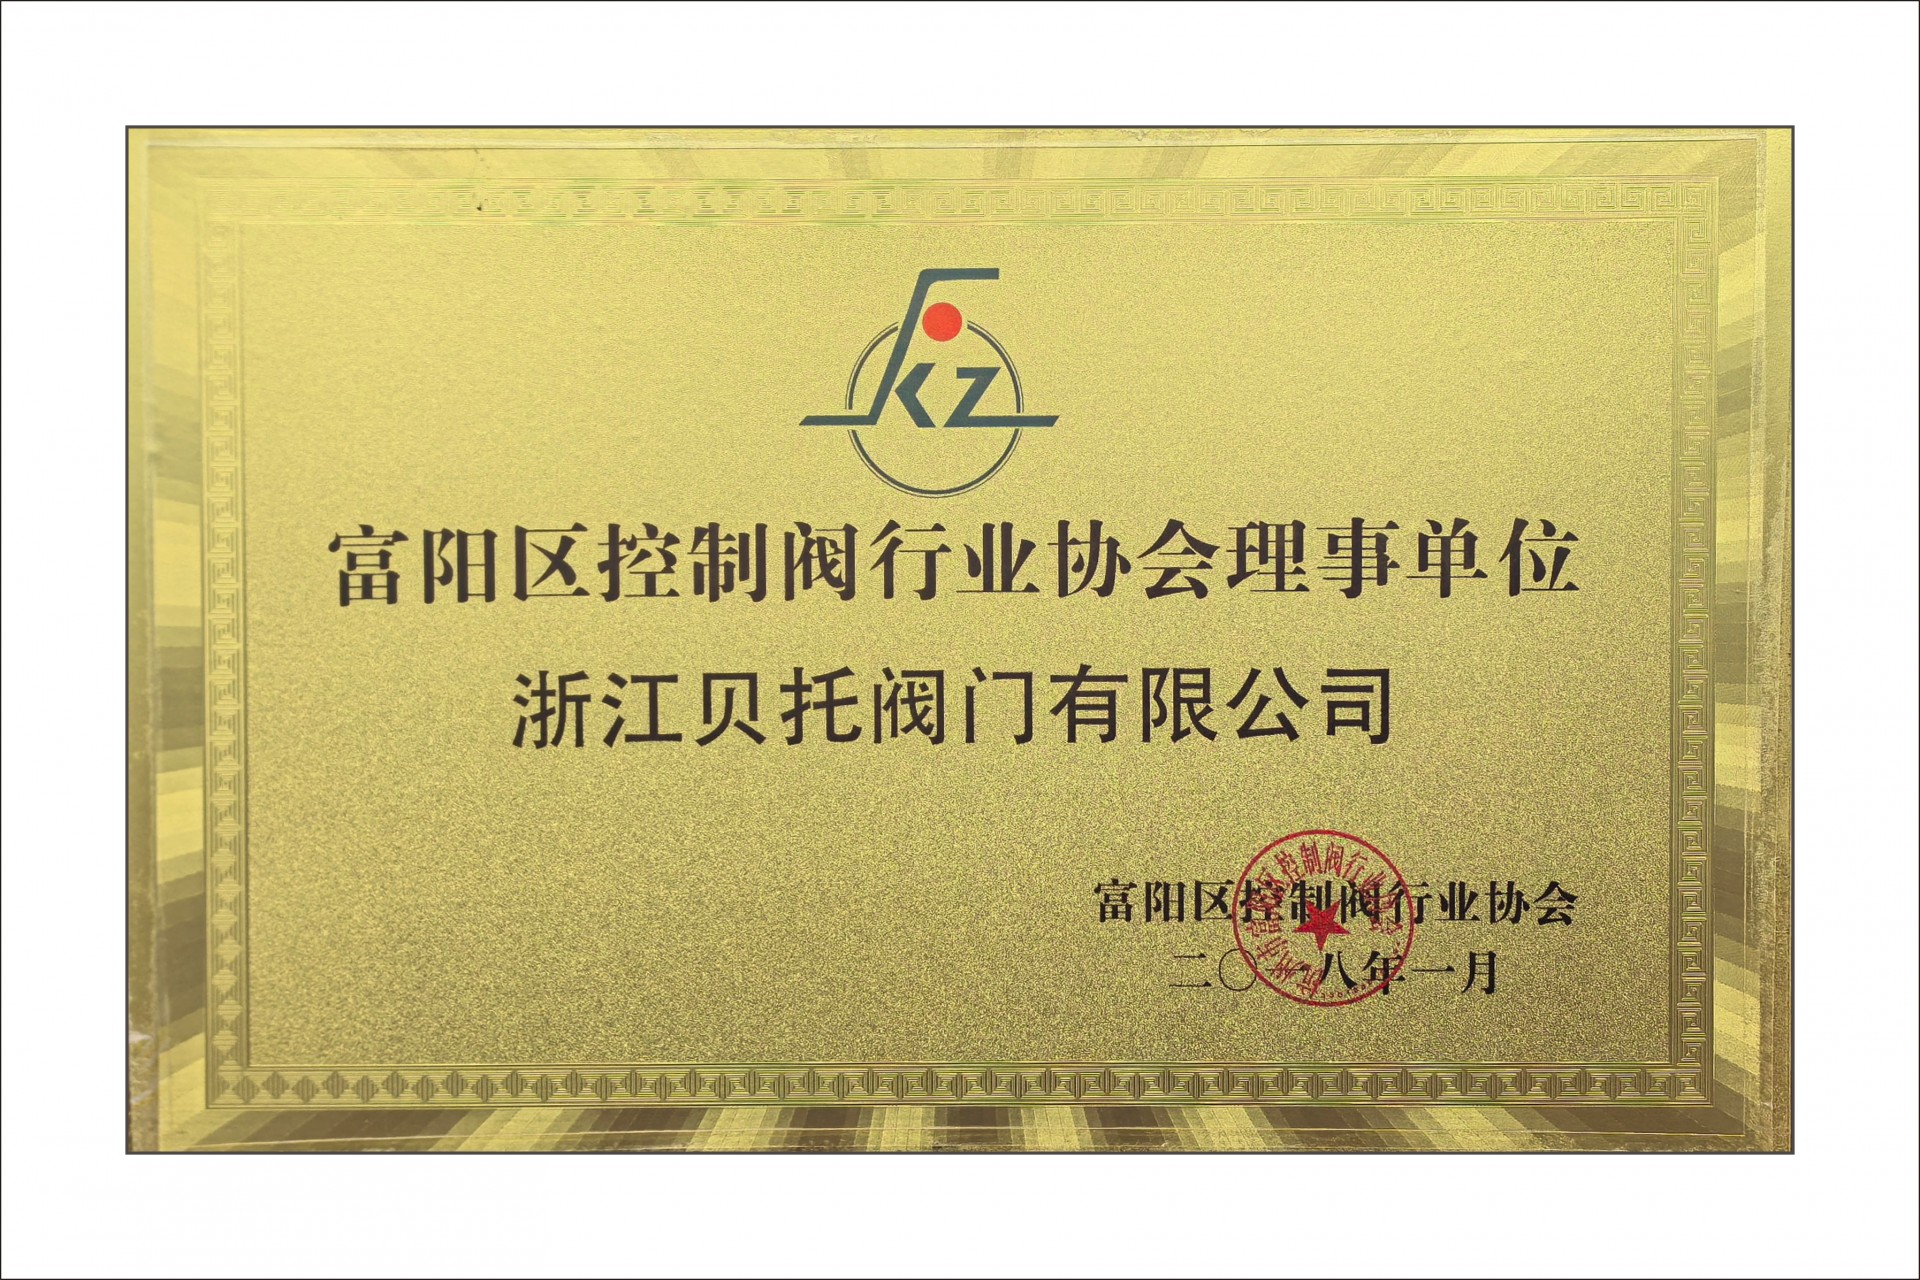 KZ
富阳区控制阀行业协会理事单位
浙江贝托阀门有限公司
富阳区控制阀行业协会
二〇一八年一月